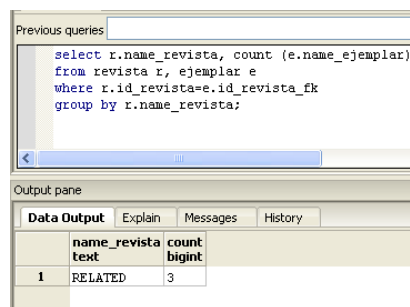 Previous queries
select r.name_revista, count (e.name_ejemplar)
from revista r, ejemplar e
where r.id_revista=e.id_revista_fk
group by r.name_revista;
Output pane
Data Output Explain Messages History
name_revista count
text bigint
1 RELATED 3